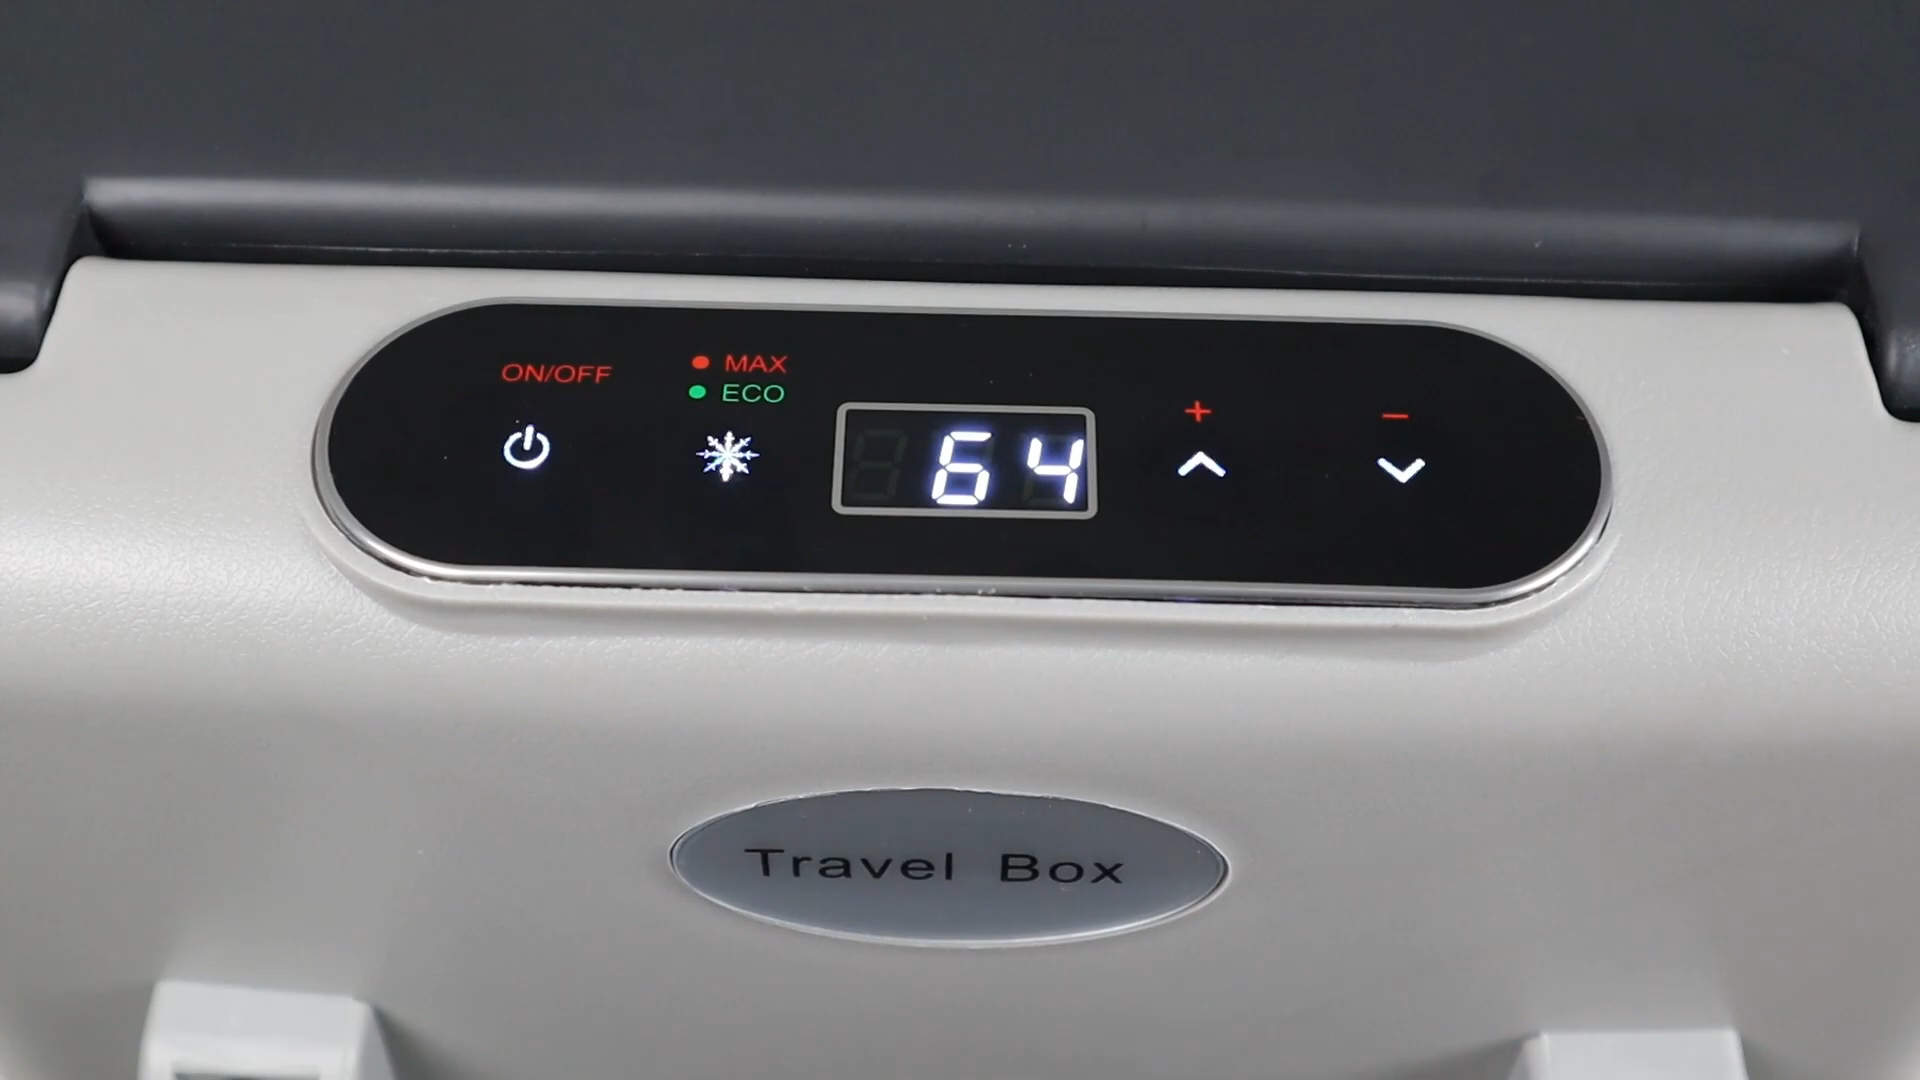 ON/OFF
MAX
ECO
64
+
−
Travel Box